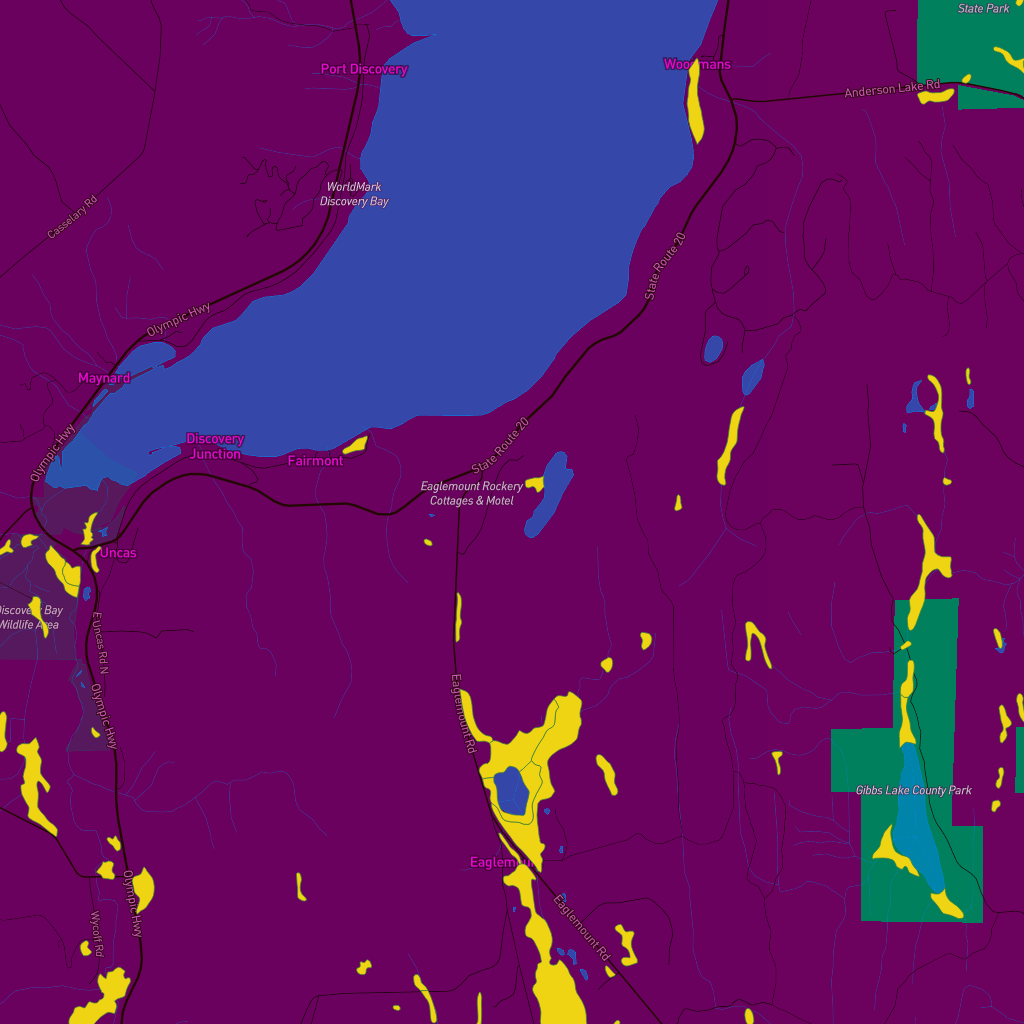 State Park
Port Discovery
Woodmans
Anderson Lake Rd
WorldMark
Discovery Bay
Casselary Rd
State Route 20
Olympic Hwy
Maynard
Olympic Hwy
Discovery
Junction
Fairmont
State Route 20
Eaglemount Rockery
Cottages & Motel
Uncas
Discovery Bay
Wildlife Area
E Uncas Rd N
Olympic Hwy
Eaglemount Rd
Gibbs Lake County Park
Eaglemount
Olympic Hwy
Wycoff Rd
Eaglemount Rd